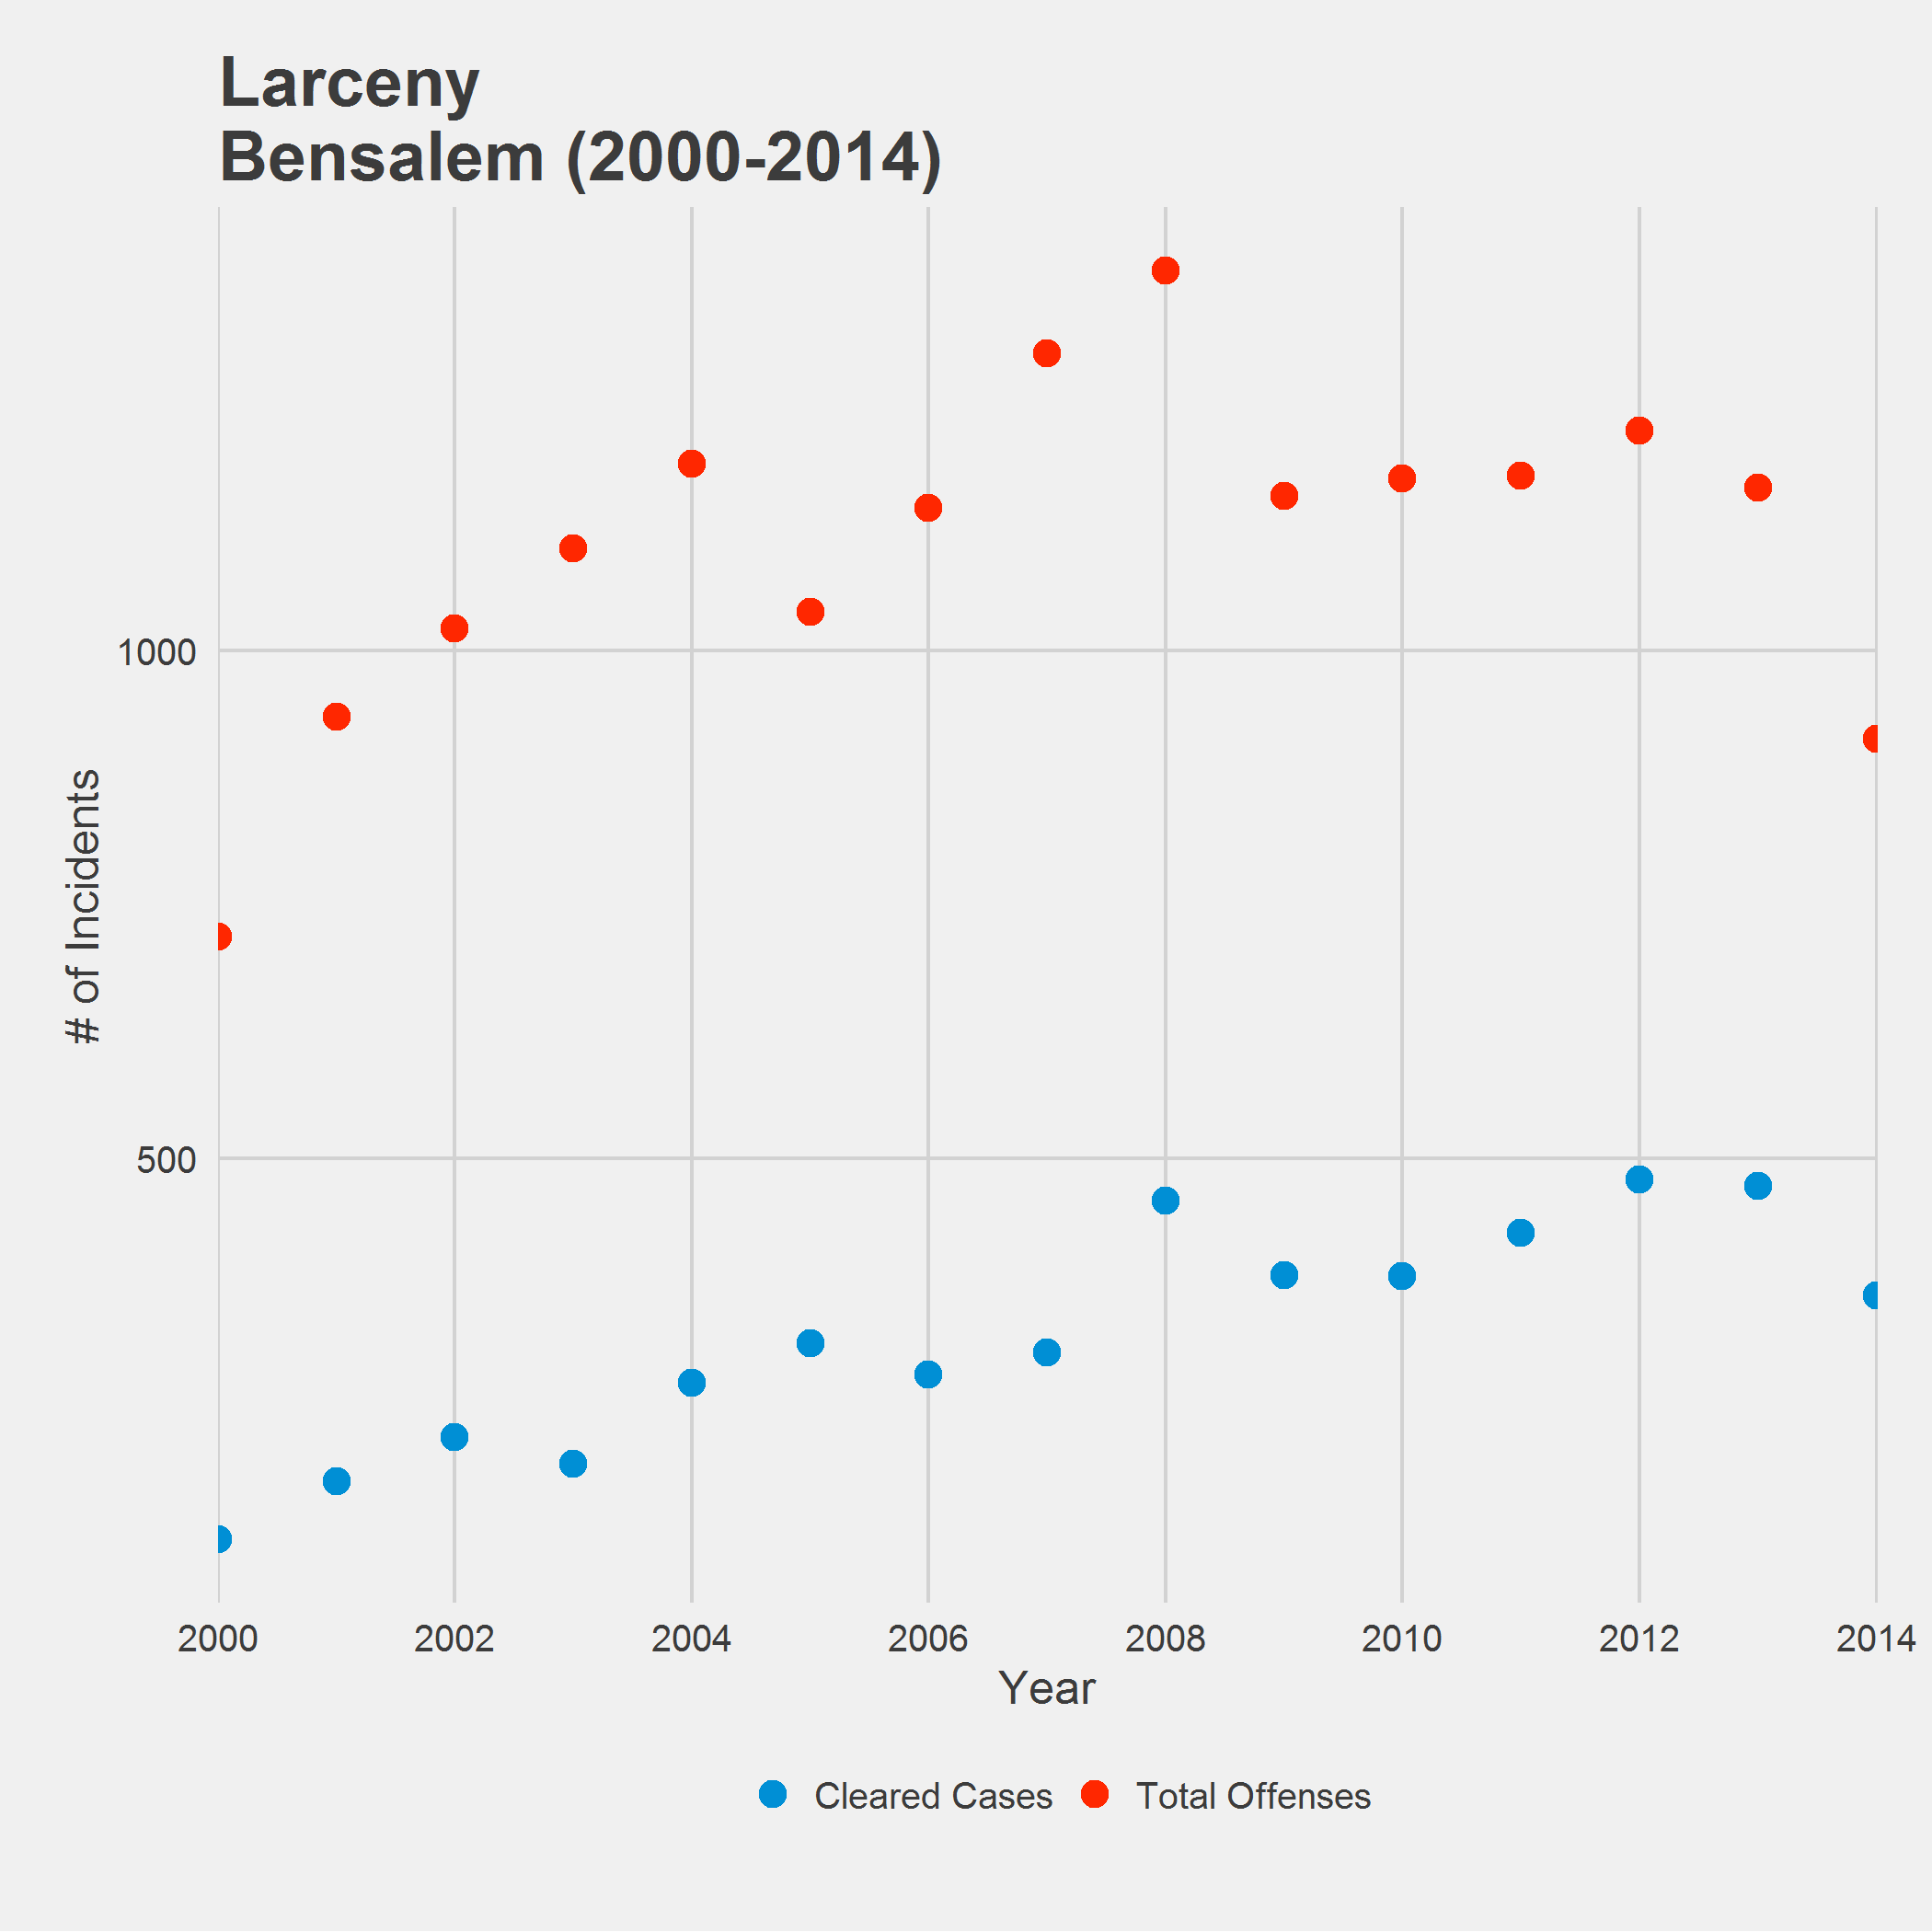 Larceny
Bensalem (2000-2014)
# of Incidents
1000
500
2000 2002 2004 2006 2008 2010 2012 2014
Year
Cleared Cases Total Offenses